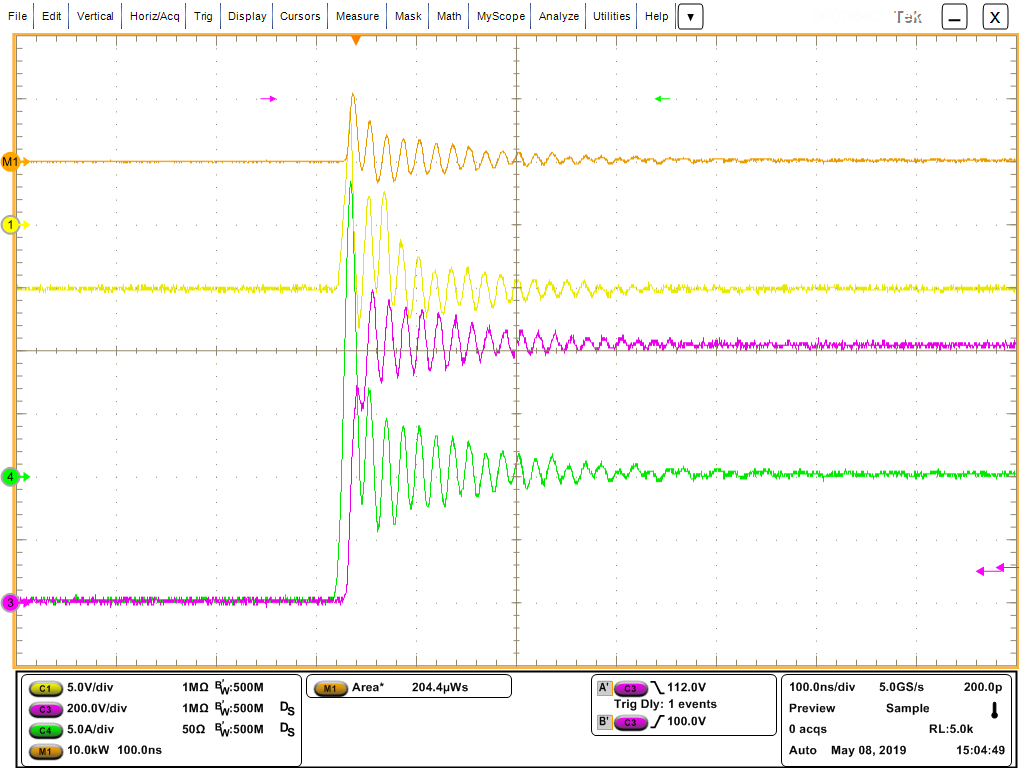 File Edit Vertical Horiz/Acq Trig Display Cursors Measure Mask Math MyScope Analyze Utilities Help Tek X
M1
1
4
3
C1 5.0V/div 1MΩ BW:500M
C3 200.0V/div 1MΩ BW:500M DS
C4 5.0A/div 50Ω BW:500M DS
M1 10.0kW 100.0ns
M1 Area* 204.4µWs
A' C3 112.0V
Trig Dly: 1 events
B' C3 100.0V
100.0ns/div 5.0GS/s 200.0p
Preview Sample
0 acqs RL:5.0k
Auto May 08, 2019 15:04:49